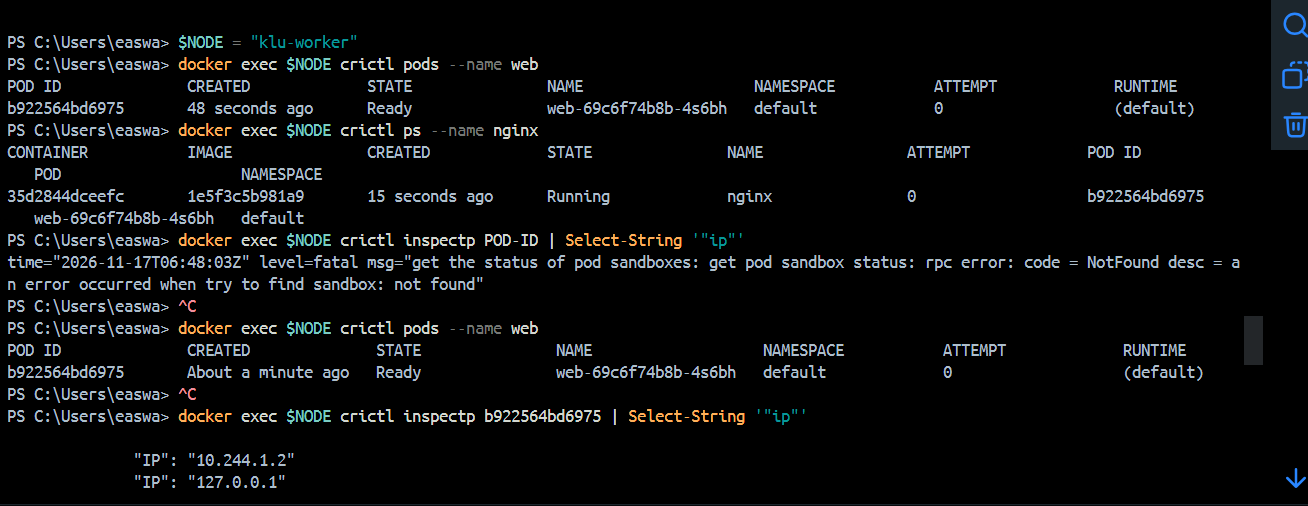 PS C:\Users\easwa> $NODE = "klu-worker"
PS C:\Users\easwa> docker exec $NODE crictl pods --name web
POD ID CREATED STATE NAME NAMESPACE ATTEMPT RUNTIME
b922564bd6975 48 seconds ago Ready web-69c6f74b8b-4s6bh default 0 (default)
PS C:\Users\easwa> docker exec $NODE crictl ps --name nginx
CONTAINER IMAGE CREATED STATE NAME ATTEMPT POD ID
POD NAMESPACE
35d2844dceefc 1e5f3c5b981a9 15 seconds ago Running nginx 0 b922564bd6975
web-69c6f74b8b-4s6bh default
PS C:\Users\easwa> docker exec $NODE crictl inspectp POD-ID | Select-String '"ip"'
time="2026-11-17T06:48:03Z" level=fatal msg="get the status of pod sandboxes: get pod sandbox status: rpc error: code = NotFound desc = a
n error occurred when try to find sandbox: not found"
PS C:\Users\easwa> ^C
PS C:\Users\easwa> docker exec $NODE crictl pods --name web
POD ID CREATED STATE NAME NAMESPACE ATTEMPT RUNTIME
b922564bd6975 About a minute ago Ready web-69c6f74b8b-4s6bh default 0 (default)
PS C:\Users\easwa> ^C
PS C:\Users\easwa> docker exec $NODE crictl inspectp b922564bd6975 | Select-String '"ip"'
"IP": "10.244.1.2"
"IP": "127.0.0.1"